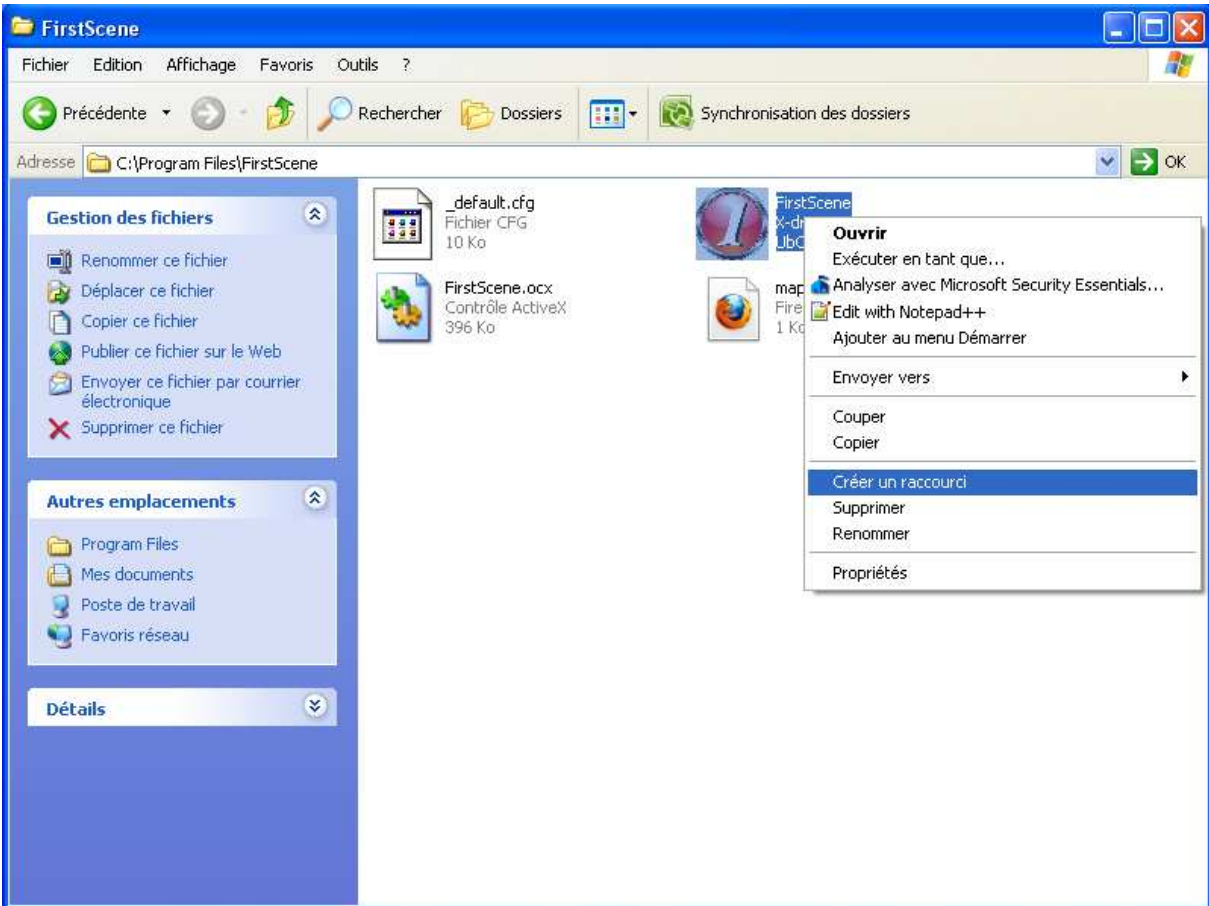 FirstScene
Fichier Edition Affichage Favoris Outils ?
Précédente Rechercher Dossiers Synchronisation des dossiers
Adresse C:\Program Files\FirstScene OK
Gestion des fichiers
Renommer ce fichier
Déplacer ce fichier
Copier ce fichier
Publier ce fichier sur le Web
Envoyer ce fichier par courrier
électronique
Supprimer ce fichier
Autres emplacements
Program Files
Mes documents
Poste de travail
Favoris réseau
Détails
_default.cfg
Fichier CFG
10 Ko
FirstScene
FirstScene.ocx
Contrôle ActiveX
396 Ko
Ouvrir
Exécuter en tant que...
Analyser avec Microsoft Security Essentials...
Edit with Notepad++
Ajouter au menu Démarrer
Envoyer vers
Couper
Copier
Créer un raccourci
Supprimer
Renommer
Propriétés